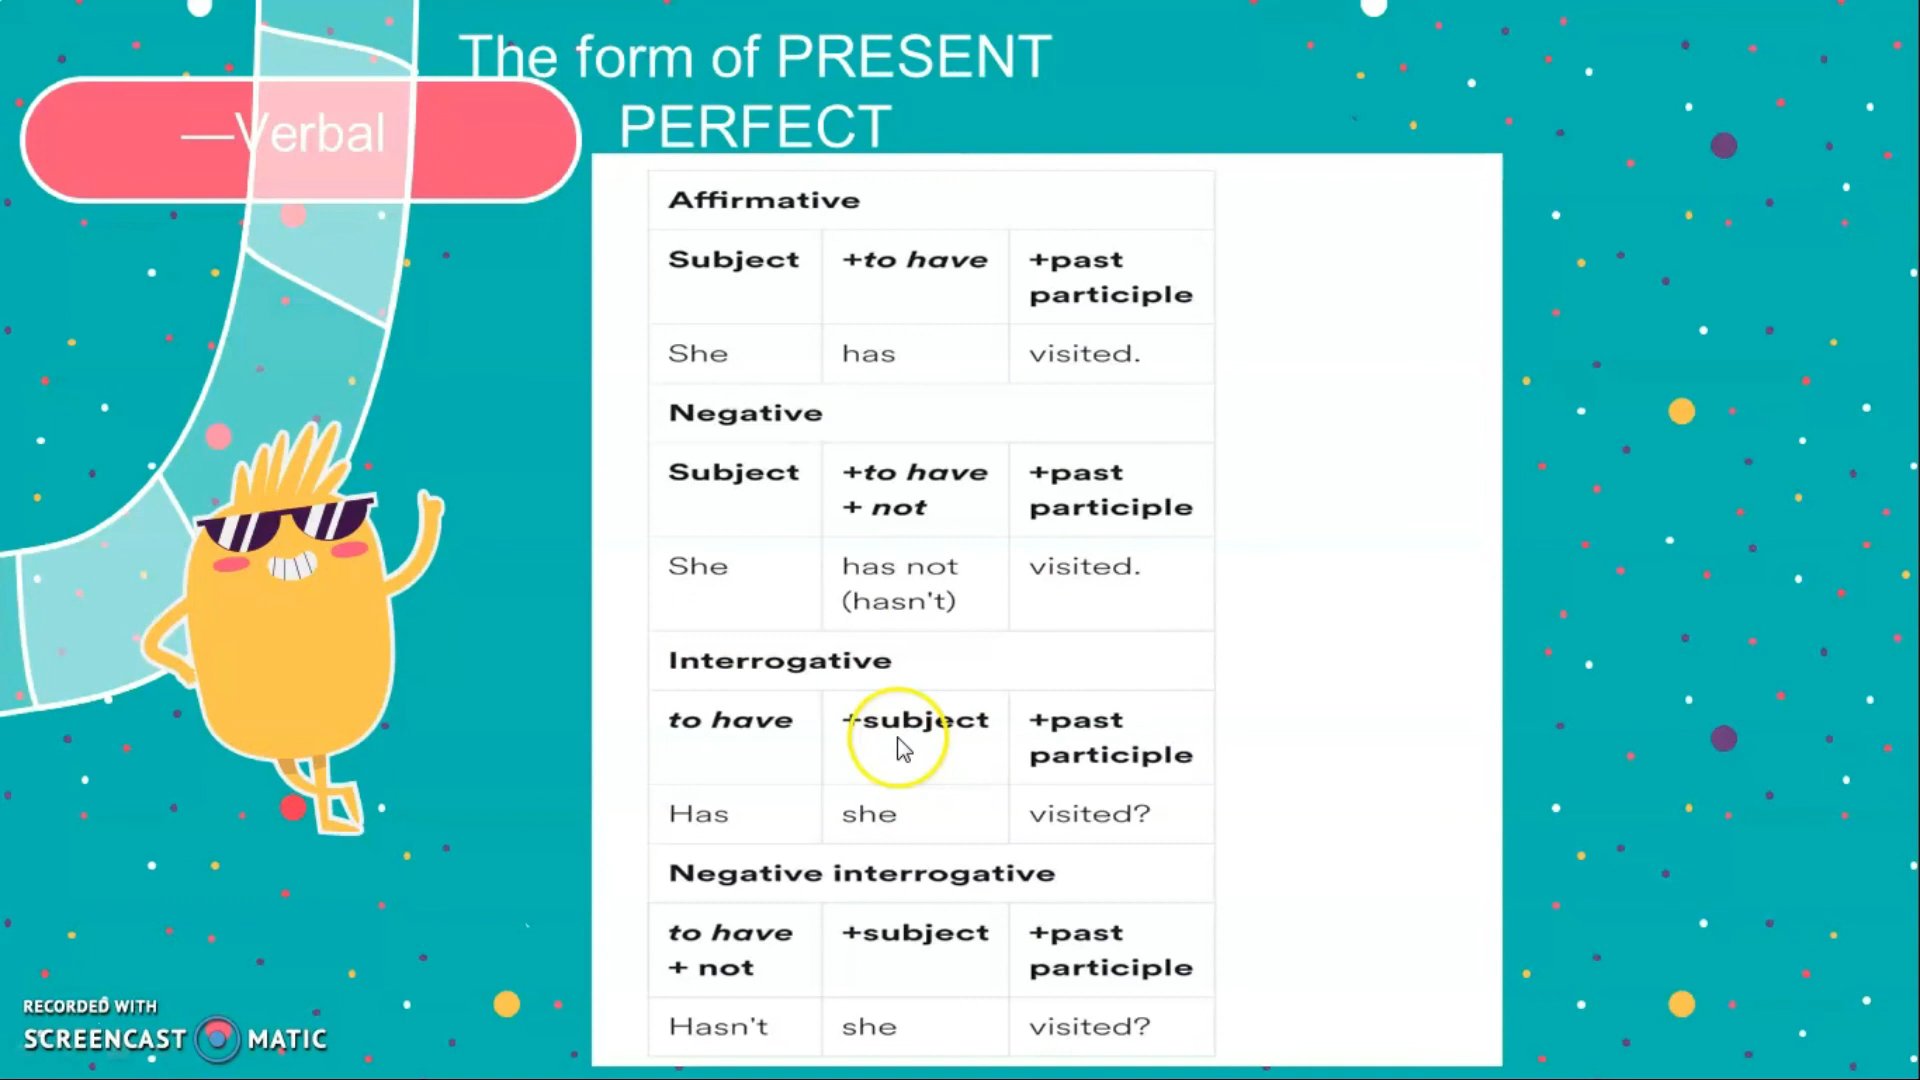 The form of PRESENT
PERFECT
—Verbal
Affirmative
Subject +to have +past
participle
She has visited.
Negative
Subject +to have +past
+ not participle
She has not visited.
(hasn't)
Interrogative
to have +subject +past
participle
Has she visited?
Negative interrogative
to have +subject +past
+ not participle
Hasn't she visited?
RECORDED WITH
SCREENCAST MATIC